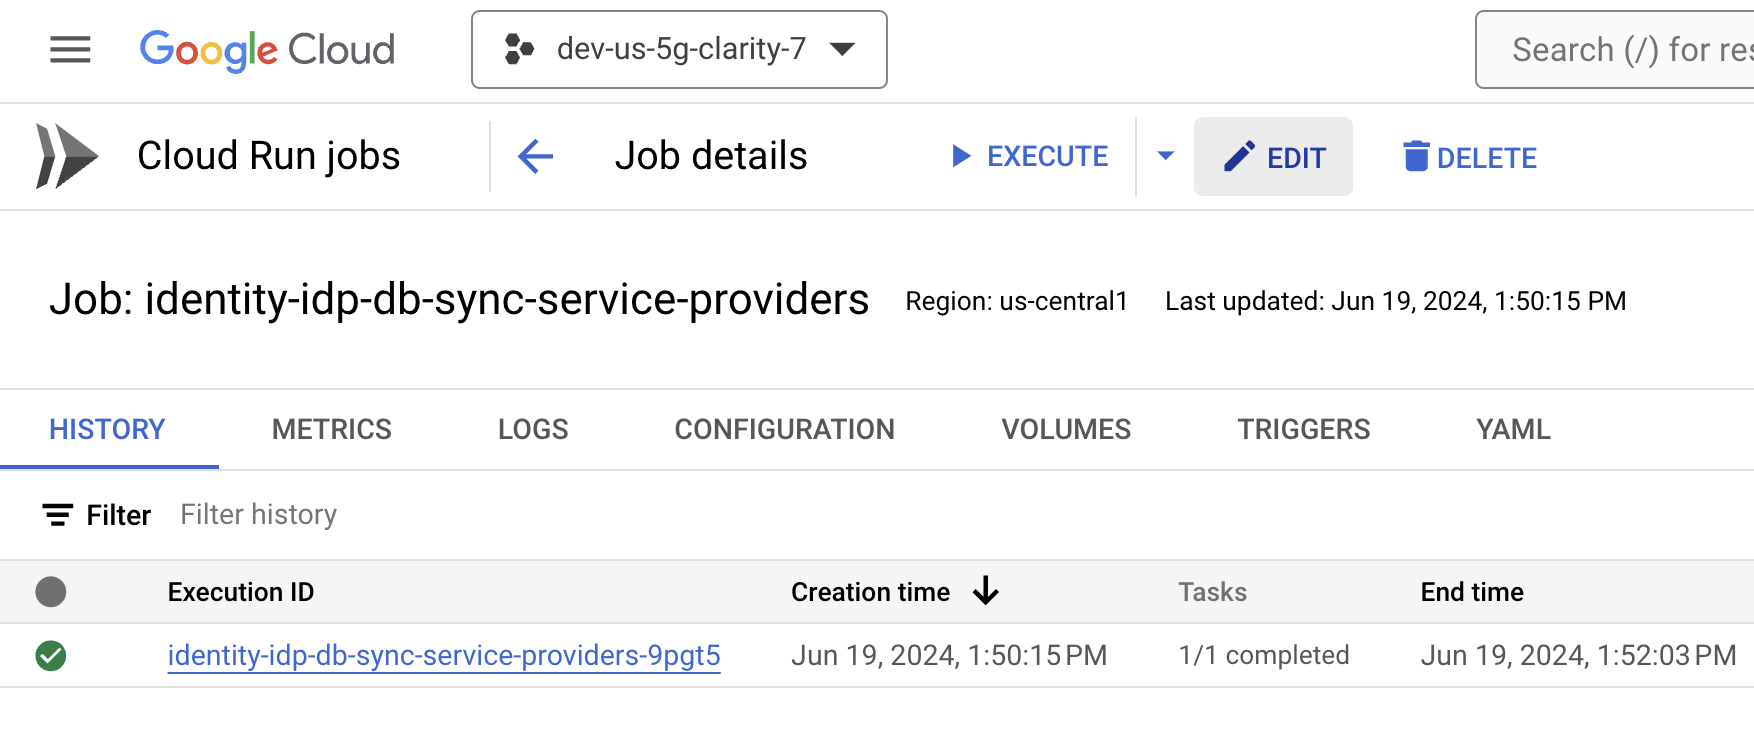 Google Cloud
dev-us-5g-clarity-7
Search (/) for res
Cloud Run jobs
Job details
EXECUTE
EDIT
DELETE
Job: identity-idp-db-sync-service-providers
Region: us-central1
Last updated: Jun 19, 2024, 1:50:15 PM
HISTORY
METRICS
LOGS
CONFIGURATION
VOLUMES
TRIGGERS
YAML
Filter
Filter history
Execution ID
Creation time
Tasks
End time
identity-idp-db-sync-service-providers-9pgt5
Jun 19, 2024, 1:50:15 PM
1/1 completed
Jun 19, 2024, 1:52:03 PM